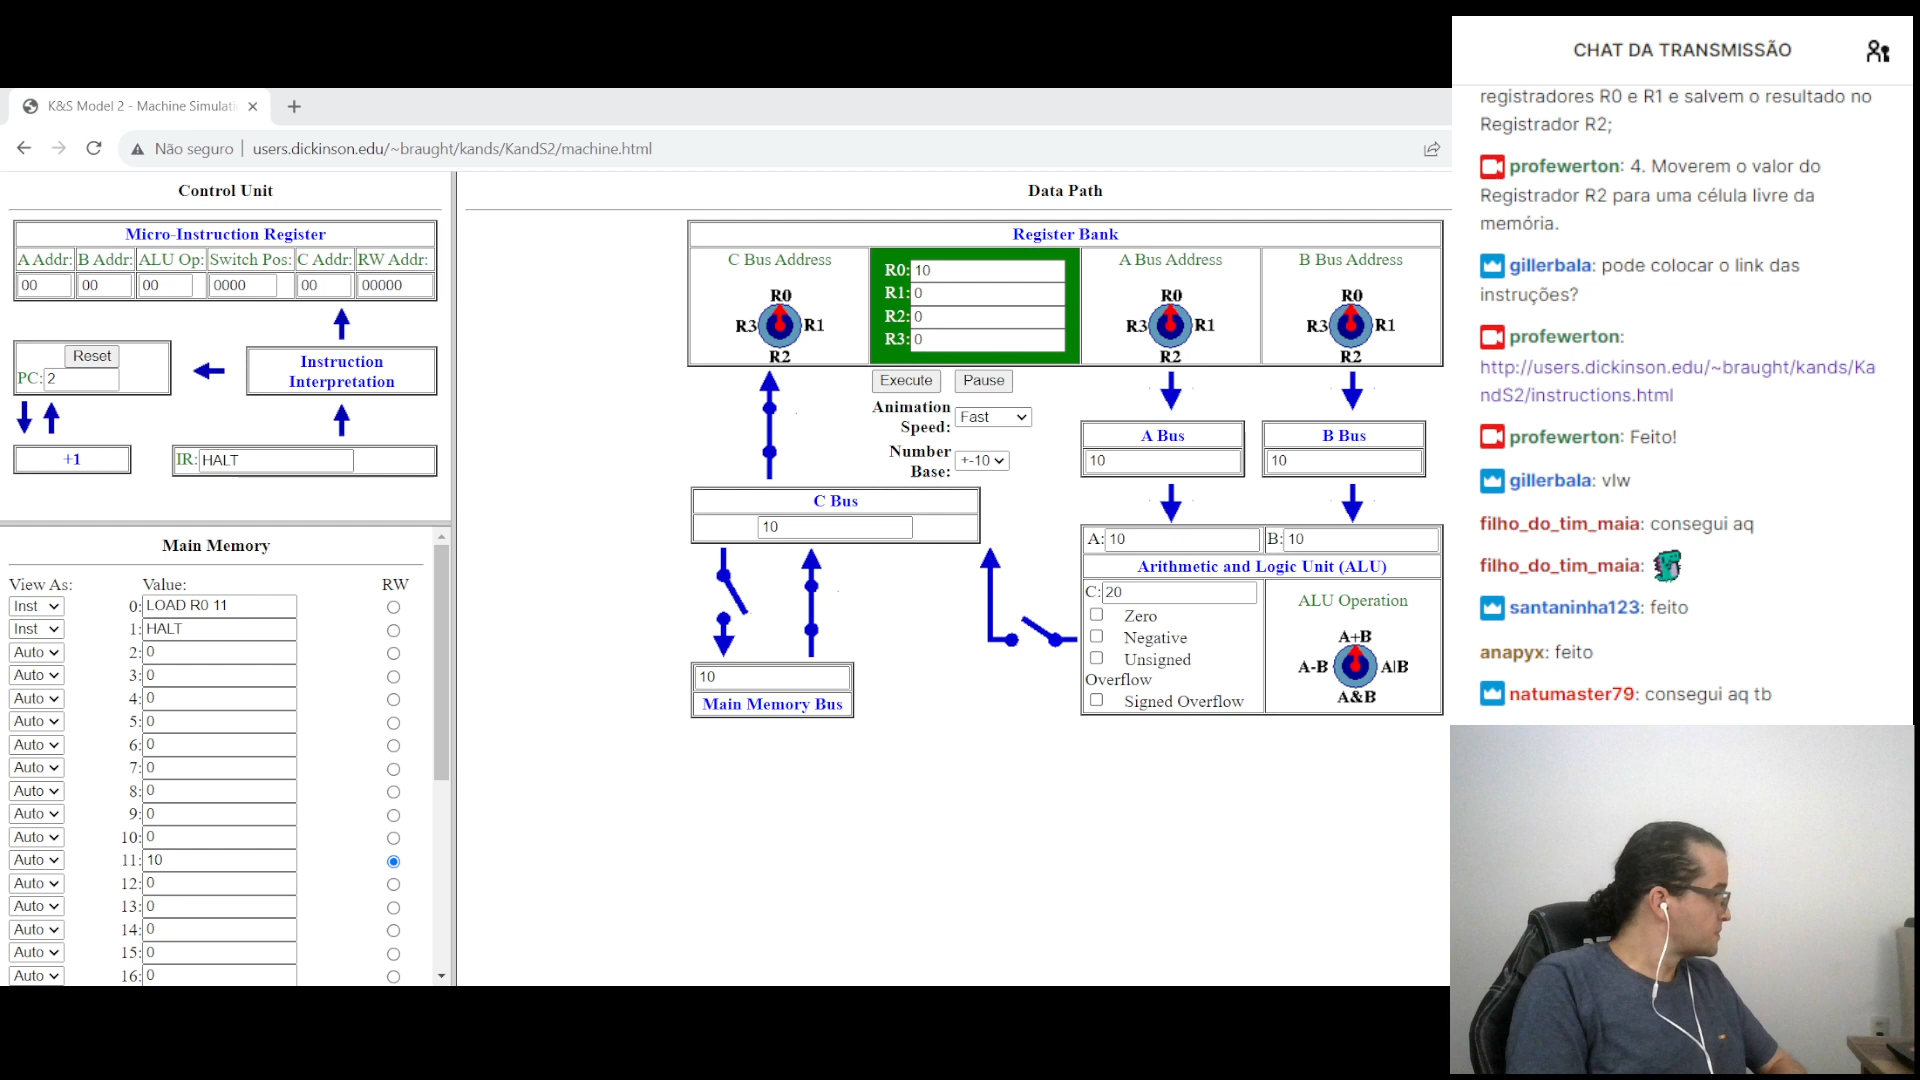 K&S Model 2 - Machine Simulati
Não seguro
users.dickinson.edu/~braught/kands/KandS2/machine.html
Control Unit
Micro-Instruction Register
A Addr: B Addr: ALU Op: Switch Pos: C Addr: RW Addr:
00 00 00 0000 00 00000
Reset
PC: 2
Instruction
Interpretation
+1
IR: HALT
Main Memory
View As: Value: RW
Inst 0: LOAD R0 11
Inst 1: HALT
Auto 2: 0
Auto 3: 0
Auto 4: 0
Auto 5: 0
Auto 6: 0
Auto 7: 0
Auto 8: 0
Auto 9: 0
Auto 10: 0
Auto 11: 10
Auto 12: 0
Auto 13: 0
Auto 14: 0
Auto 15: 0
Auto 16: 0
Data Path
Register Bank
C Bus Address
R0
R3 R1
R2
R0: 10
R1: 0
R2: 0
R3: 0
A Bus Address
R0
R3 R1
R2
B Bus Address
R0
R3 R1
R2
Execute Pause
Animation
Speed: Fast
Number
Base: +-10
A Bus
10
B Bus
10
C Bus
10
10
Main Memory Bus
A: 10 B: 10
Arithmetic and Logic Unit (ALU)
C: 20
Zero
Negative
Unsigned
Overflow
Signed Overflow
ALU Operation
A+B
A-B A|B
A&B
CHAT DA TRANSMISSÃO
registradores R0 e R1 e salvem o resultado no
Registrador R2;
profewerton: 4. Moverem o valor do
Registrador R2 para uma célula livre da
memória.
gillerbala: pode colocar o link das
instruções?
profewerton:
http://users.dickinson.edu/~braught/kands/Ka
ndS2/instructions.html
profewerton: Feito!
gillerbala: vlw
filho_do_tim_maia: consegui aq
filho_do_tim_maia:
santaninha123: feito
anapyx: feito
natumaster79: consegui aq tb